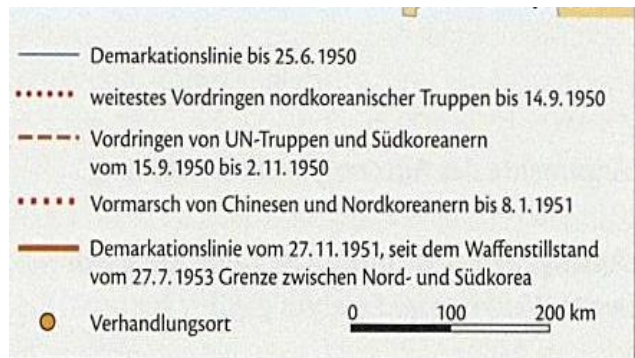 Demarkationslinie bis 25.6.1950
weitestes Vordringen nordkoreanischer Truppen bis 14.9.1950
Vordringen von UN-Truppen und Südkoreanern
vom 15.9.1950 bis 2.11.1950
Vormarsch von Chinesen und Nordkoreanern bis 8.1.1951
Demarkationslinie vom 27.11.1951, seit dem Waffenstillstand
vom 27.7.1953 Grenze zwischen Nord- und Südkorea
Verhandlungsort
0 100 200 km